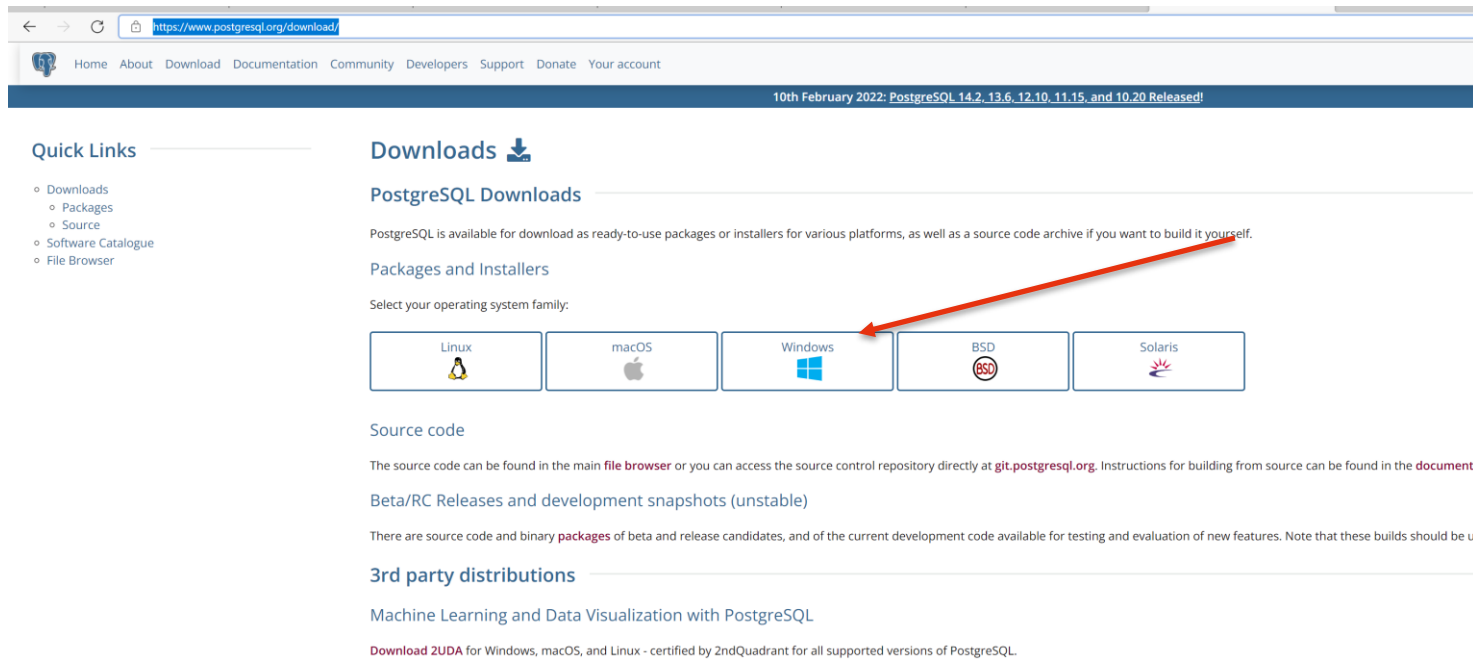 https://www.postgresql.org/download/
Home About Download Documentation Community Developers Support Donate Your account
10th February 2022: PostgreSQL 14.2, 13.6, 12.10, 11.15, and 10.20 Released!
Quick Links
Downloads
Packages
Source
Software Catalogue
File Browser
Downloads
PostgreSQL Downloads
PostgreSQL is available for download as ready-to-use packages or installers for various platforms, as well as a source code archive if you want to build it yourself.
Packages and Installers
Select your operating system family:
Linux macOS Windows BSD Solaris
BSD
Source code
The source code can be found in the main file browser or you can access the source control repository directly at git.postgresql.org. Instructions for building from source can be found in the document
Beta/RC Releases and development snapshots (unstable)
There are source code and binary packages of beta and release candidates, and of the current development code available for testing and evaluation of new features. Note that these builds should be u
3rd party distributions
Machine Learning and Data Visualization with PostgreSQL
Download 2UDA for Windows, macOS, and Linux - certified by 2ndQuadrant for all supported versions of PostgreSQL.